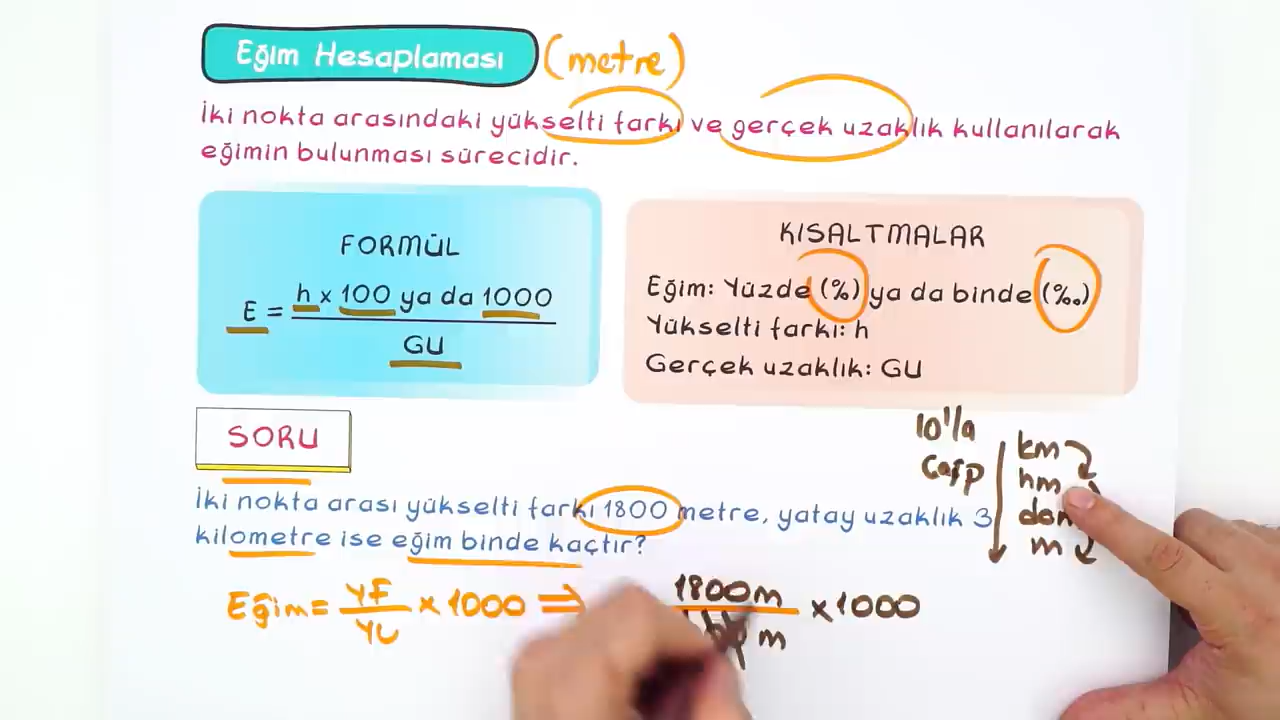 Eğim Hesaplaması (metre)
İki nokta arasındaki yükselti farkı ve gerçek uzaklık kullanılarak
eğimin bulunması sürecidir.
FORMÜL
E = h x 100 ya da 1000
GU
KISALTMALAR
Eğim: Yüzde (%) ya da binde (‰)
Yükselti farkı: h
Gerçek uzaklık: GU
SORU
İki nokta arası yükselti farkı 1800 metre, yatay uzaklık 3
kilometre ise eğim binde kaçtır?
10'la
Çarp
km
hm
m
Eğim = YF x 1000 ⇒ 1800m x 1000
YU m